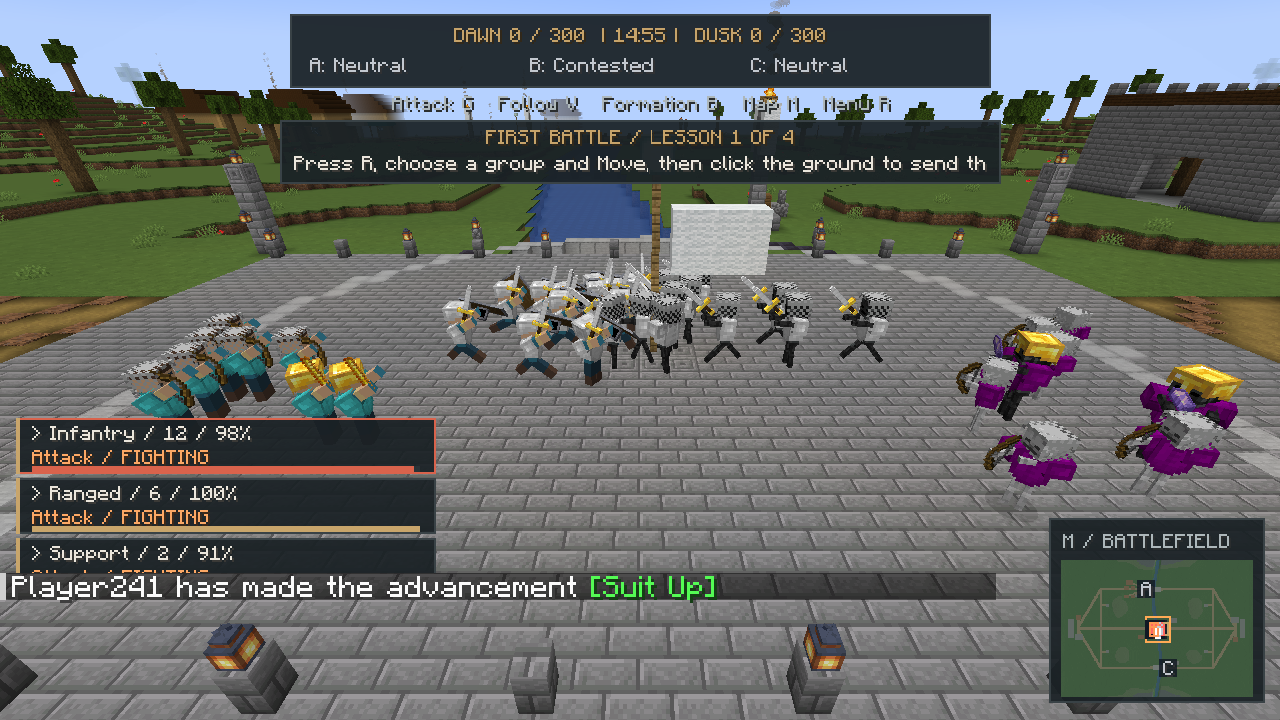 DAWN 0 / 300 | 14:55 | DUSK 0 / 300
A: Neutral B: Contested C: Neutral
Attack G Follow V Formation B Map M Menu R
FIRST BATTLE / LESSON 1 OF 4
Press R, choose a group and Move, then click the ground to send th
> Infantry / 12 / 98%
Attack / FIGHTING
> Ranged / 6 / 100%
Attack / FIGHTING
> Support / 2 / 91%
Player241 has made the advancement [Suit Up]
M / BATTLEFIELD
A
C